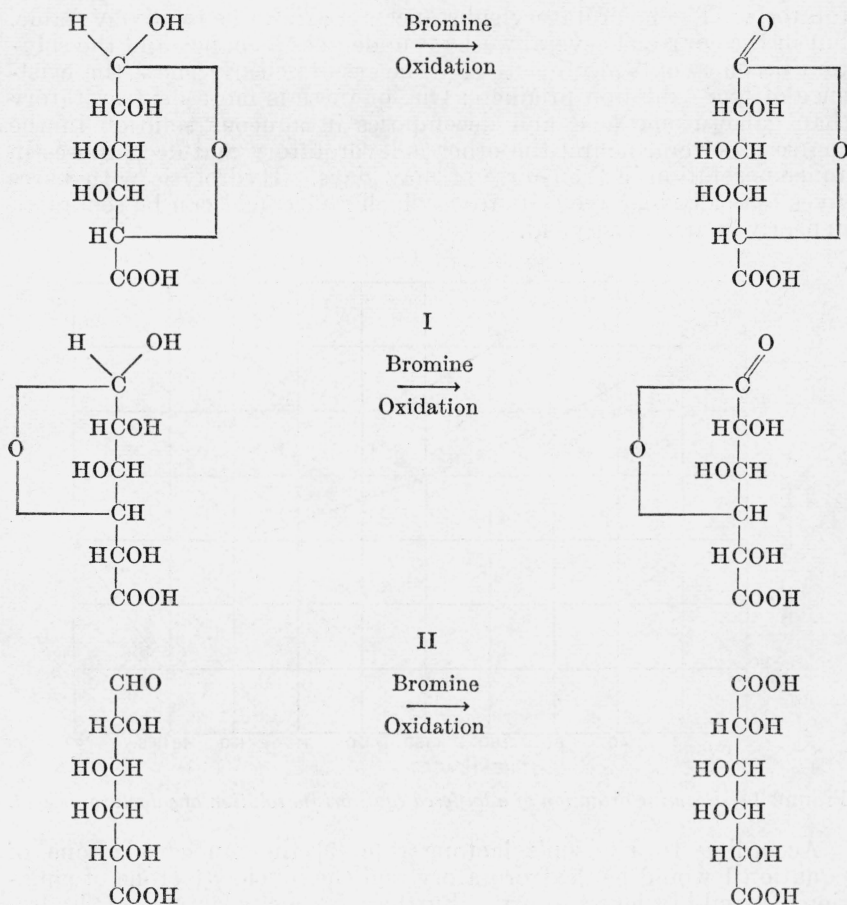 H OH Bromine O
Oxidation
C C
HCOH HCOH
HOCH O HOCH O
HOCH HOCH
HC HC
COOH COOH
I
H OH Bromine O
Oxidation
C C
HCOH HCOH
O HOCH O HOCH
CH CH
HCOH HCOH
COOH COOH
II
CHO Bromine COOH
Oxidation
HCOH HCOH
HOCH HOCH
HOCH HOCH
HCOH HCOH
COOH COOH